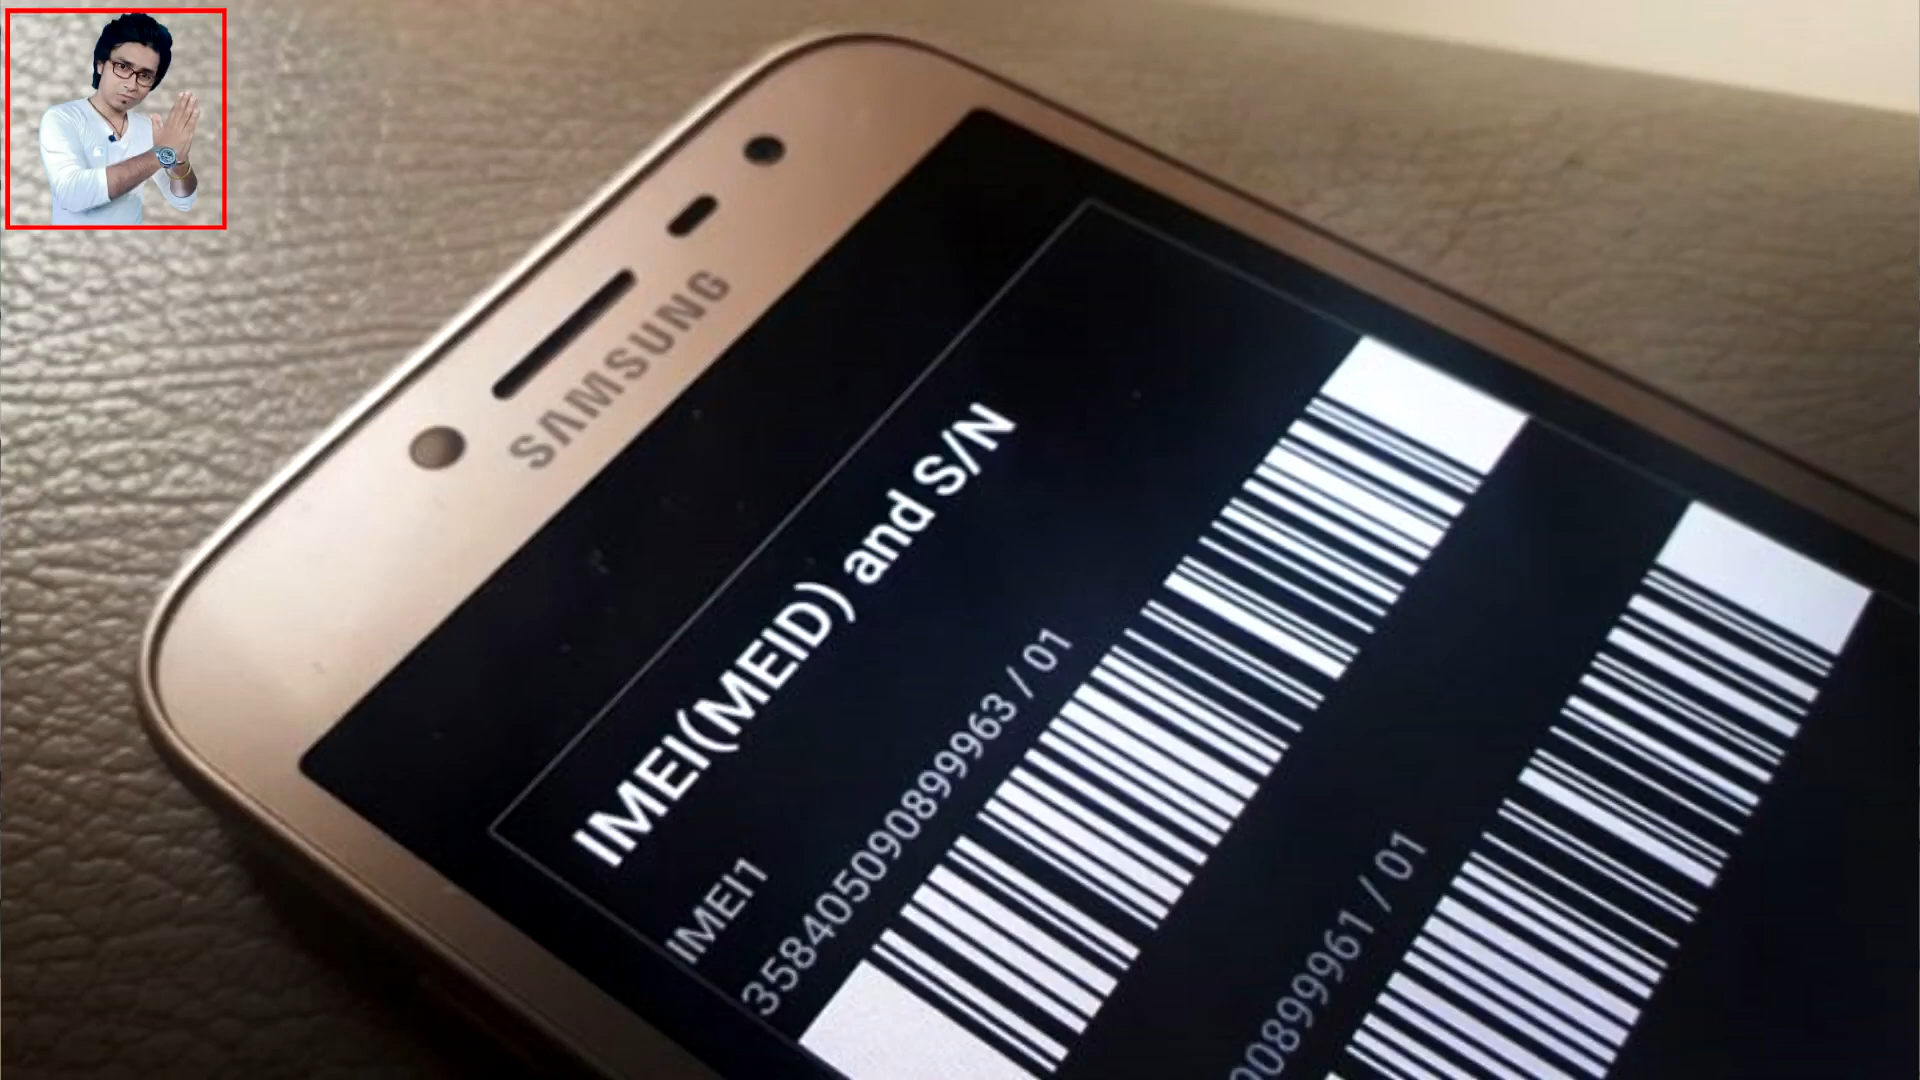 SAMSUNG
IMEI(MEID) and S/N
IMEI1
358405090899963 / 01
00899961 / 01